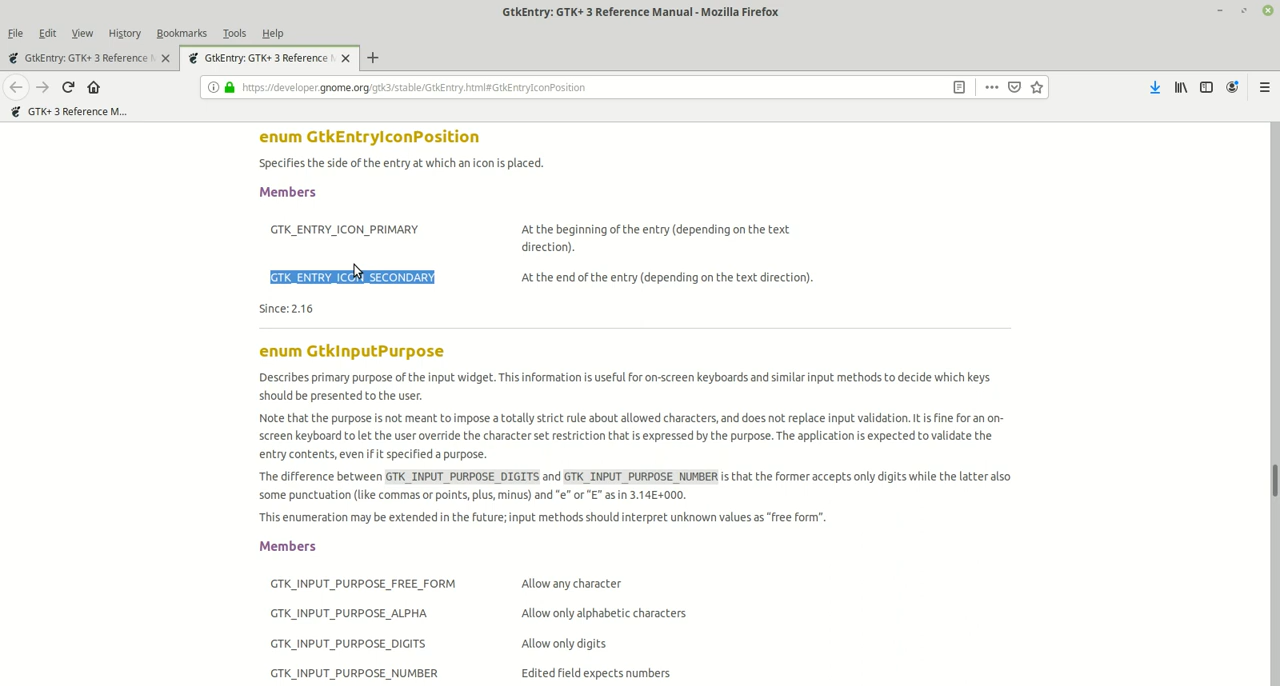 GtkEntry: GTK+ 3 Reference Manual - Mozilla Firefox
File Edit View History Bookmarks Tools Help
GtkEntry: GTK+ 3 Reference GtkEntry: GTK+ 3 Reference
https://developer.gnome.org/gtk3/stable/GtkEntry.html#GtkEntryIconPosition
GTK+ 3 Reference M...
enum GtkEntryIconPosition
Specifies the side of the entry at which an icon is placed.
Members
GTK_ENTRY_ICON_PRIMARY At the beginning of the entry (depending on the text
direction).
GTK_ENTRY_ICON_SECONDARY At the end of the entry (depending on the text direction).
Since: 2.16
enum GtkInputPurpose
Describes primary purpose of the input widget. This information is useful for on-screen keyboards and similar input methods to decide which keys
should be presented to the user.
Note that the purpose is not meant to impose a totally strict rule about allowed characters, and does not replace input validation. It is fine for an on-
screen keyboard to let the user override the character set restriction that is expressed by the purpose. The application is expected to validate the
entry contents, even if it specified a purpose.
The difference between GTK_INPUT_PURPOSE_DIGITS and GTK_INPUT_PURPOSE_NUMBER is that the former accepts only digits while the latter also
some punctuation (like commas or points, plus, minus) and “e” or “E” as in 3.14E+000.
This enumeration may be extended in the future; input methods should interpret unknown values as “free form”.
Members
GTK_INPUT_PURPOSE_FREE_FORM Allow any character
GTK_INPUT_PURPOSE_ALPHA Allow only alphabetic characters
GTK_INPUT_PURPOSE_DIGITS Allow only digits
GTK_INPUT_PURPOSE_NUMBER Edited field expects numbers